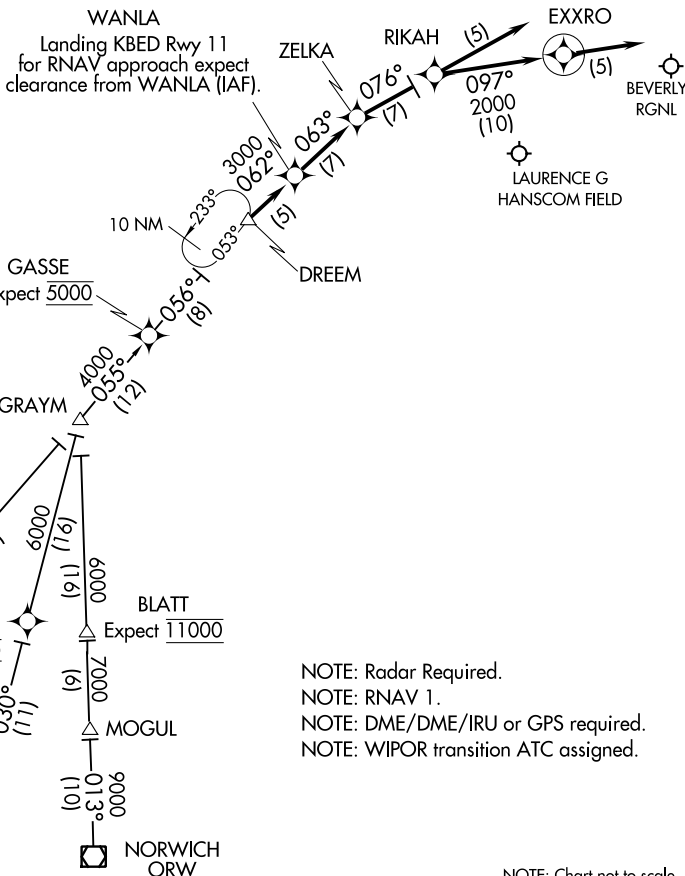 WANLA
Landing KBED Rwy 11
for RNAV approach expect
clearance from WANLA (IAF).
ZELKA
RIKAH
(5)
EXXRO
(5)
BEVERLY
RGNL
076°
(7)
097°
2000
(10)
LAURENCE G
HANSCOM FIELD
063°
(7)
3000
062°
(5)
233°
053°
10 NM
DREEM
GASSE
xpect 5000
056°
(8)
4000
055°
(12)
GRAYM
6000
(16)
6000
(16)
BLATT
Expect 11000
7000
(6)
MOGUL
030°
(11)
9000
013°
(10)
NORWICH
ORW
NOTE: Radar Required.
NOTE: RNAV 1.
NOTE: DME/DME/IRU or GPS required.
NOTE: WIPOR transition ATC assigned.
NOTE: Chart not to scale